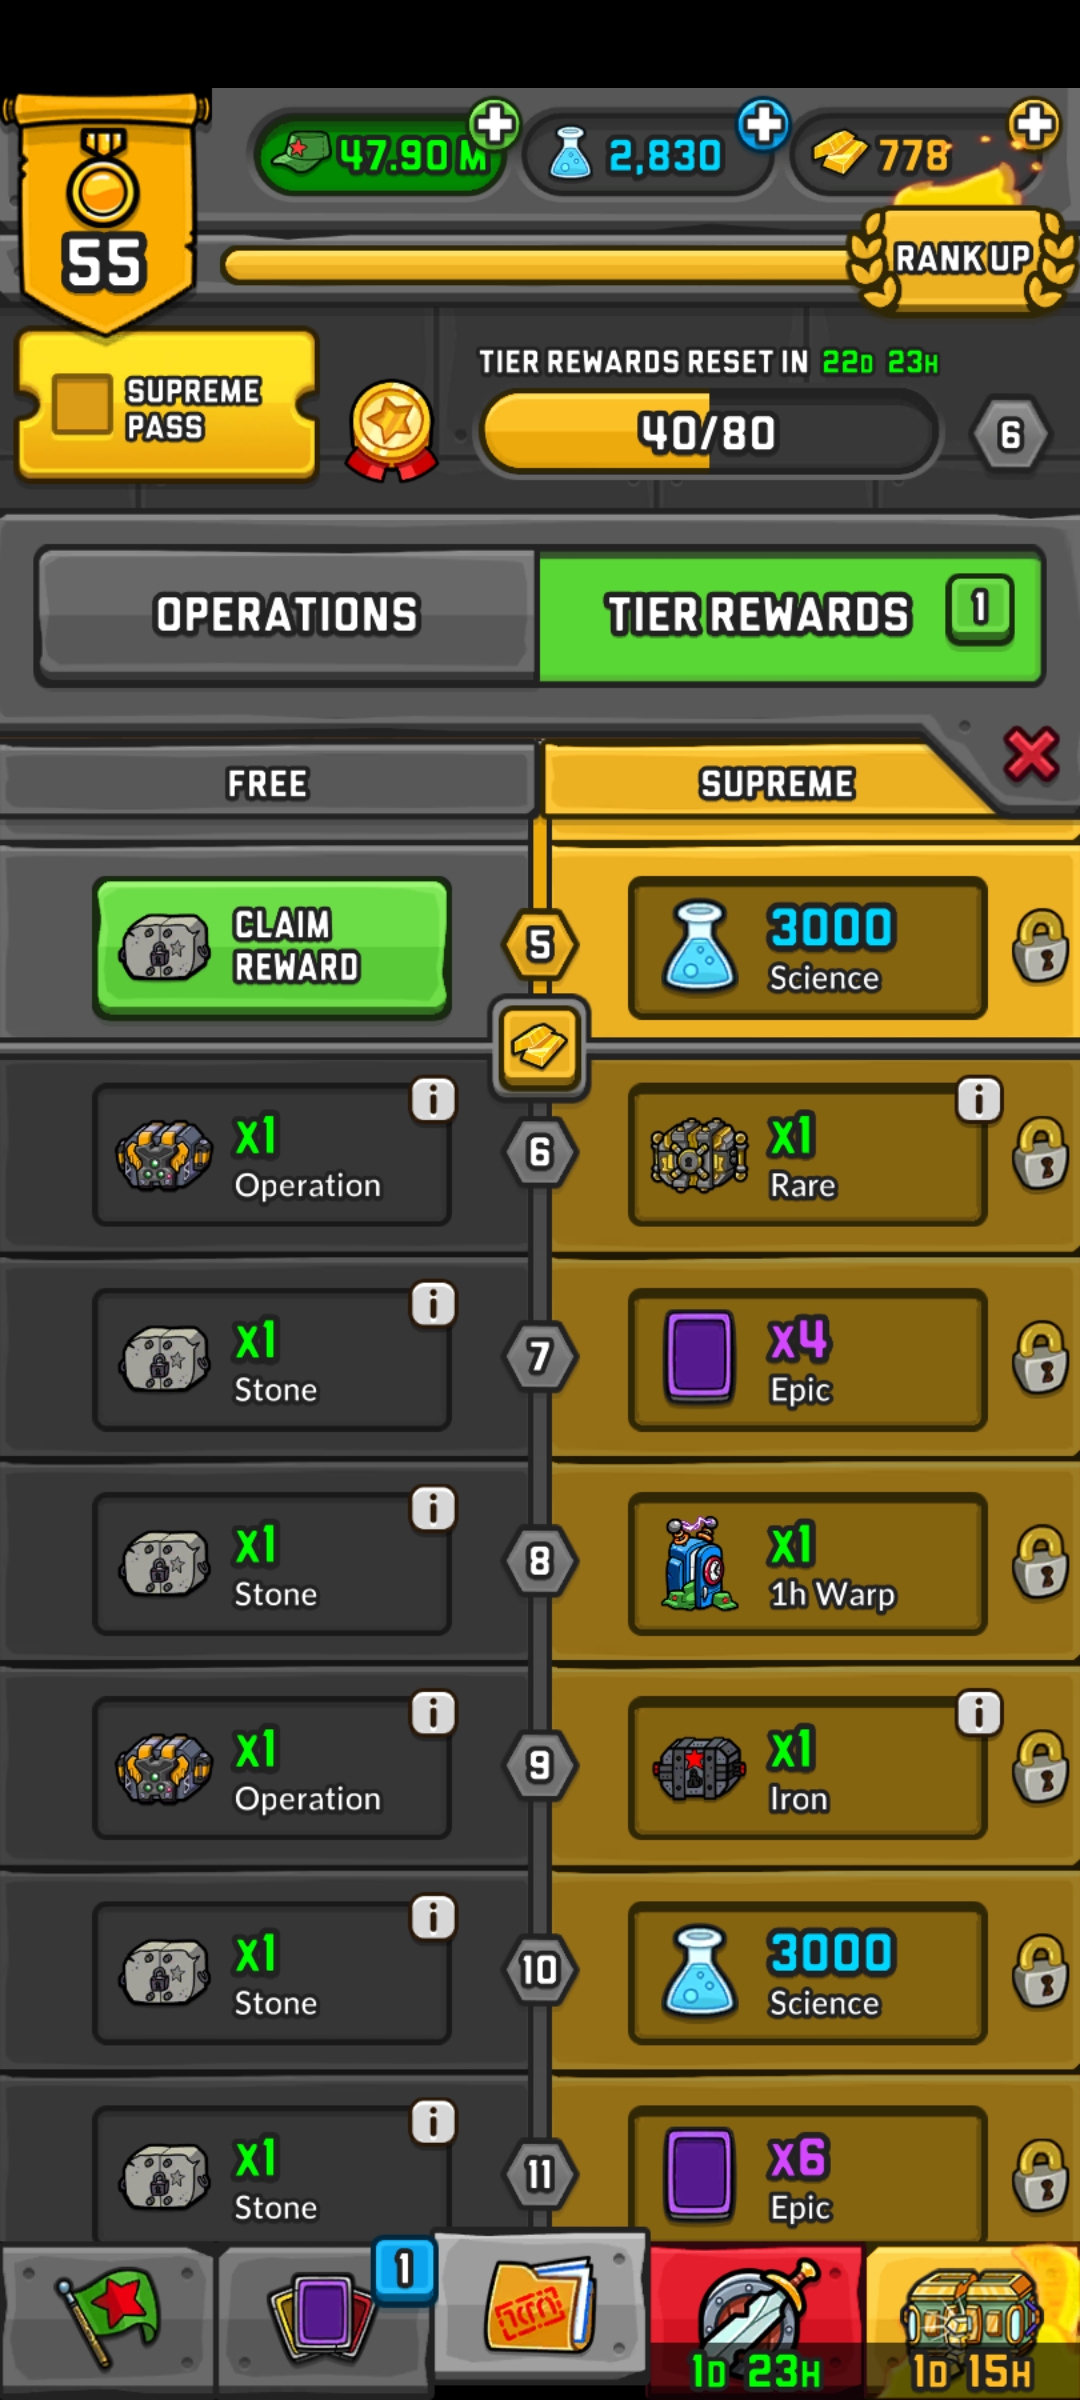 47.90 M
2,830
778
55
RANK UP
TIER REWARDS RESET IN 22D 23H
SUPREME
PASS
40/80
6
OPERATIONS
TIER REWARDS
1
FREE
SUPREME
CLAIM
REWARD
5
3000
Science
i
x1
Operation
6
i
x1
Rare
i
x1
Stone
7
x4
Epic
i
x1
Stone
8
x1
1h Warp
i
x1
Operation
9
i
x1
Iron
i
x1
Stone
10
3000
Science
i
x1
Stone
11
x6
Epic
1
1D 23H
1D 15H